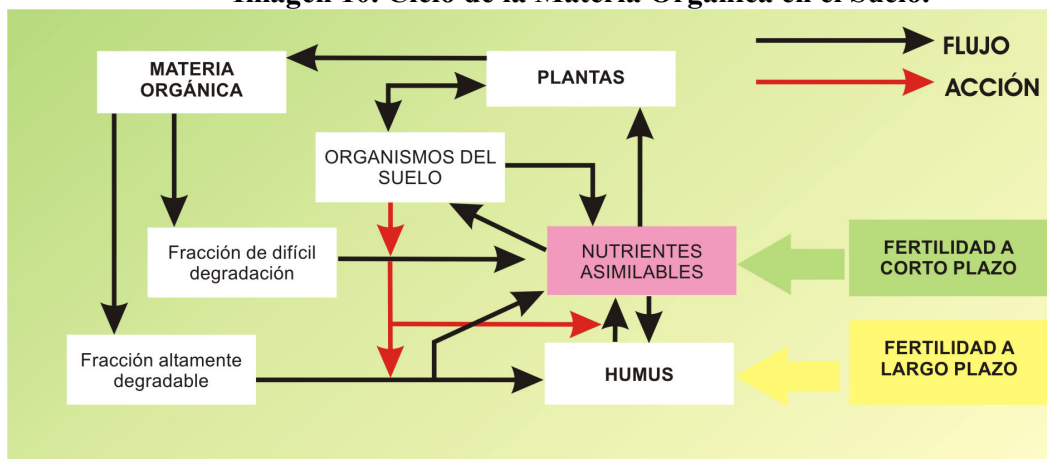 Imagen 10: Ciclo de la Materia Orgánica en el Suelo.
MATERIA
ORGÁNICA
PLANTAS
FLUJO
ACCIÓN
ORGANISMOS DEL
SUELO
Fracción de difícil
degradación
NUTRIENTES
ASIMILABLES
FERTILIDAD A
CORTO PLAZO
Fracción altamente
degradable
HUMUS
FERTILIDAD A
LARGO PLAZO